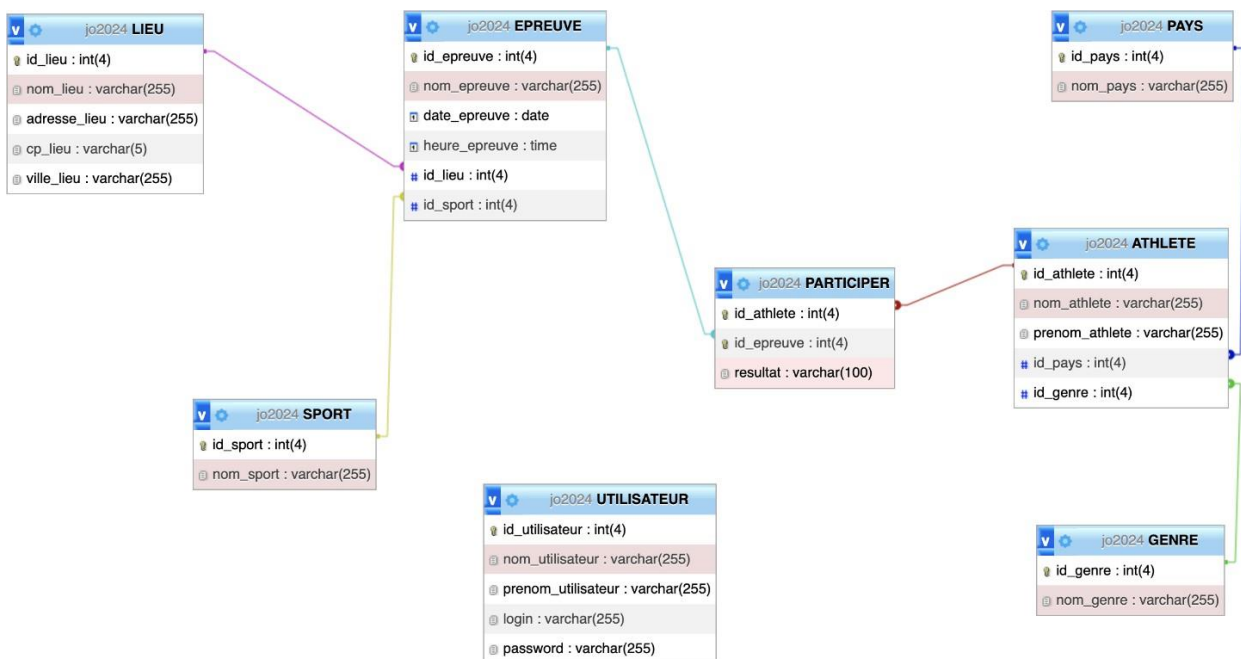 jo2024 LIEU
id_lieu : int(4)
nom_lieu : varchar(255)
adresse_lieu : varchar(255)
cp_lieu : varchar(5)
ville_lieu : varchar(255)
jo2024 EPREUVE
id_epreuve : int(4)
nom_epreuve : varchar(255)
date_epreuve : date
heure_epreuve : time
id_lieu : int(4)
id_sport : int(4)
jo2024 PAYS
id_pays : int(4)
nom_pays : varchar(255)
jo2024 PARTICIPER
id_athlete : int(4)
id_epreuve : int(4)
resultat : varchar(100)
jo2024 ATHLETE
id_athlete : int(4)
nom_athlete : varchar(255)
prenom_athlete : varchar(255)
id_pays : int(4)
id_genre : int(4)
jo2024 SPORT
id_sport : int(4)
nom_sport : varchar(255)
jo2024 UTILISATEUR
id_utilisateur : int(4)
nom_utilisateur : varchar(255)
prenom_utilisateur : varchar(255)
login : varchar(255)
password : varchar(255)
jo2024 GENRE
id_genre : int(4)
nom_genre : varchar(255)